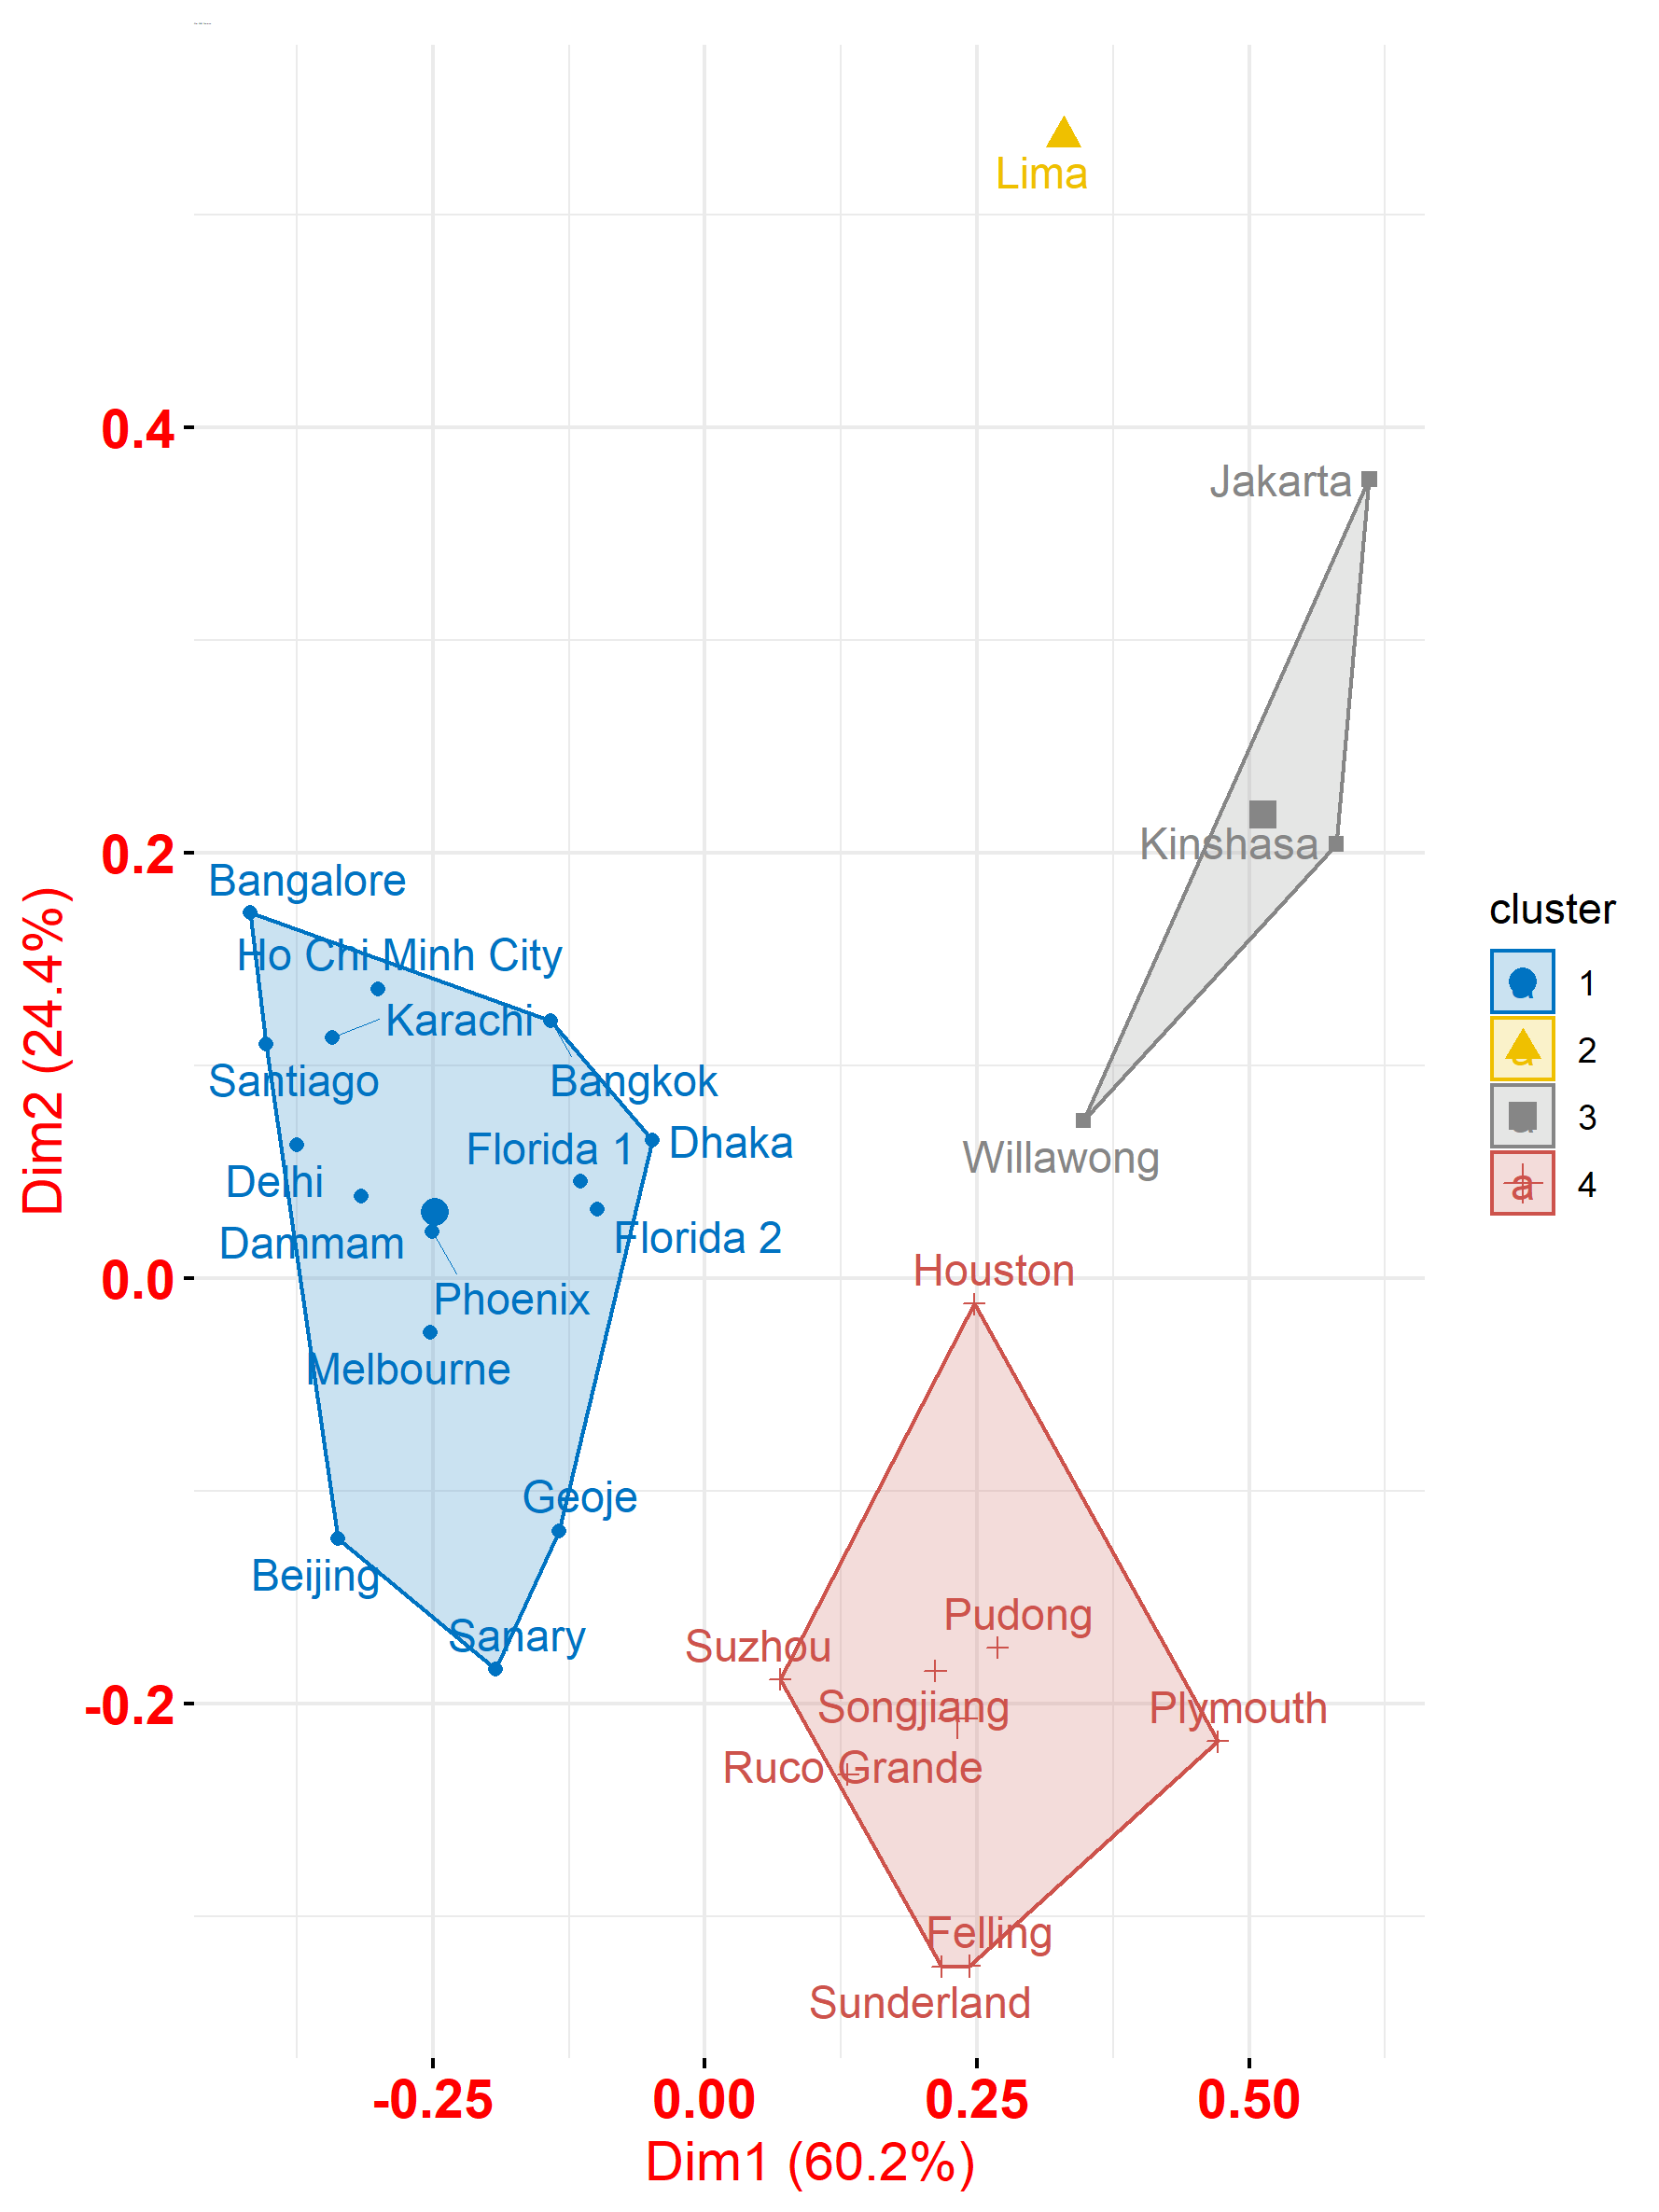 Lima
0.4
Jakarta
0.2
Kinshasa
Bangalore
Ho Chi Minh City
Karachi
Santiago
Bangkok
Dhaka
Florida 1
Delhi
Dammam
Florida 2
Willawong
0.0
Houston
Phoenix
Melbourne
Geoje
Beijing
Sanary
Pudong
Suzhou
Songjiang
Plymouth
-0.2
Ruco Grande
Felling
Sunderland
-0.25
0.00
0.25
0.50
Dim1 (60.2%)
Dim2 (24.4%)
cluster
a 1
a 2
a 3
a 4